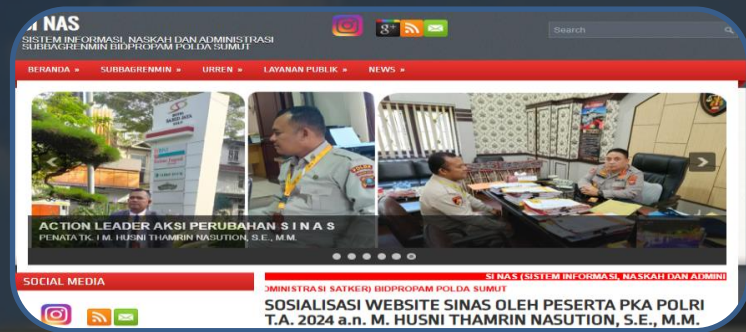 SI NAS
SISTEM INFORMASI, NASKAH DAN ADMINISTRASI
SUBBAGRENMIN BIDPROPAM POLDA SUMUT
g+
Search
BERANDA »
SUBBAGRENMIN »
URREN »
LAYANAN PUBLIK »
NEWS »
ACTION LEADER AKSI PERUBAHAN S I N A S
PENATA TK. I M. HUSNI THAMRIN NASUTION, S.E., M.M.
SOCIAL MEDIA
SI NAS (SISTEM INFORMASI, NASKAH DAN ADMINI
DMINISTRASI SATKER) BIDPROPAM POLDA SUMUT
SOSIALISASI WEBSITE SINAS OLEH PESERTA PKA POLRI
T.A. 2024 a.n. M. HUSNI THAMRIN NASUTION, S.E., M.M.